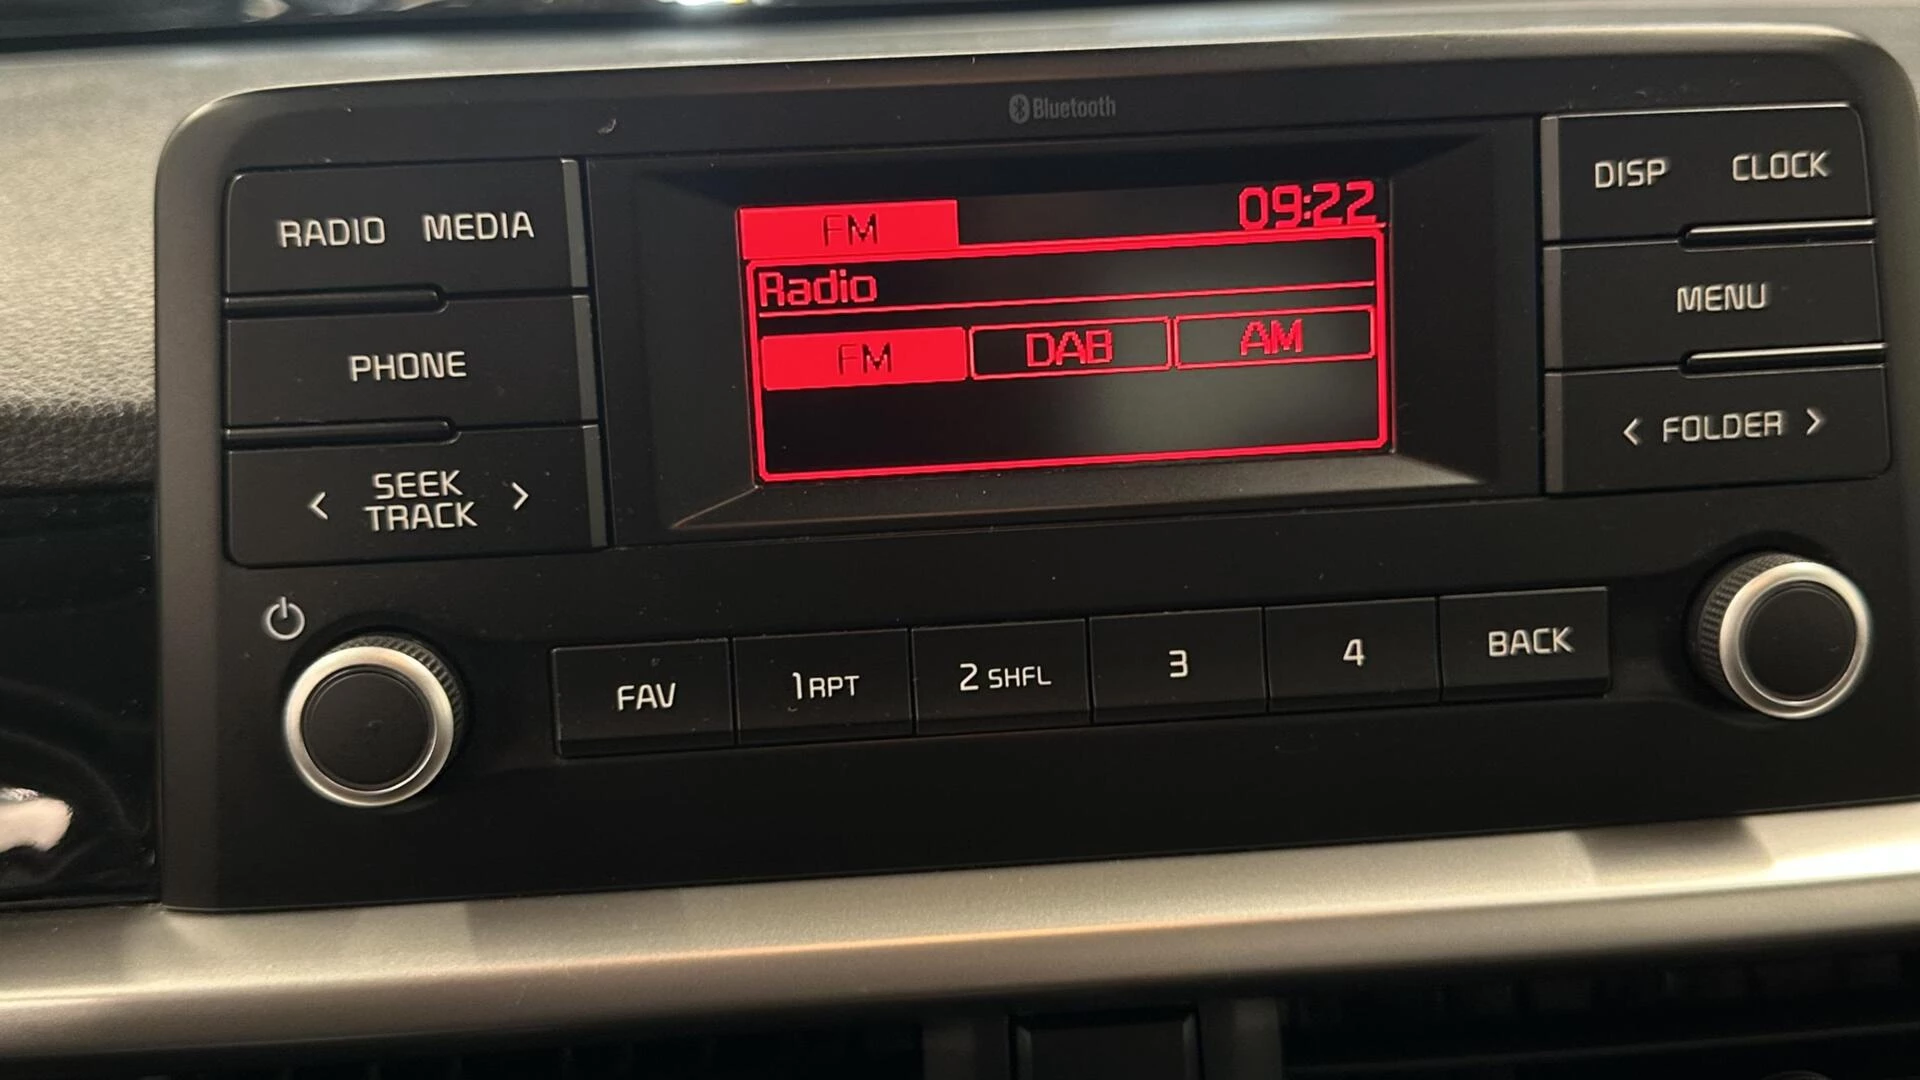 Bluetooth
RADIO MEDIA
PHONE
< SEEK TRACK >
FM 09:22
Radio
FM DAB AM
DISP CLOCK
MENU
< FOLDER >
FAV 1 RPT 2 SHFL 3 4 BACK